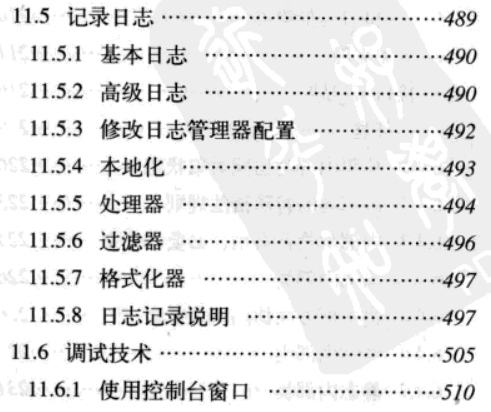 11.5 记录日志 ························489
11.5.1 基本日志 ·····················490
11.5.2 高级日志 ·····················490
11.5.3 修改日志管理器配置 ···········492
11.5.4 本地化 ·······················493
11.5.5 处理器 ·······················494
11.5.6 过滤器 ·······················496
11.5.7 格式化器 ·····················497
11.5.8 日志记录说明 ·················497
11.6 调试技术 ·······················505
11.6.1 使用控制台窗口 ···············510